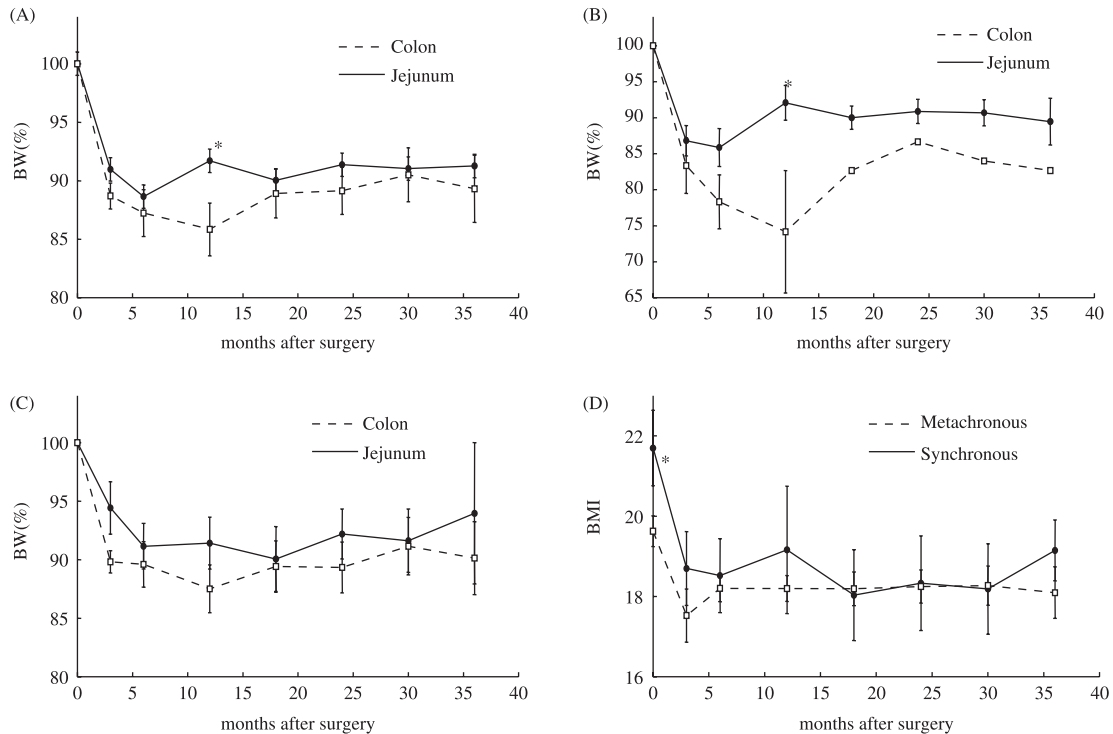 (A)
Colon
Jejunum
*
BW(%)
100
95
90
85
80
0 5 10 15 20 25 30 35 40
months after surgery
(B)
Colon
Jejunum
*
BW(%)
100
95
90
85
80
75
70
65
0 5 10 15 20 25 30 35 40
months after surgery
(C)
Colon
Jejunum
BW(%)
100
95
90
85
80
0 5 10 15 20 25 30 35 40
months after surgery
(D)
Metachronous
Synchronous
*
BMI
22
20
18
16
0 5 10 15 20 25 30 35 40
months after surgery